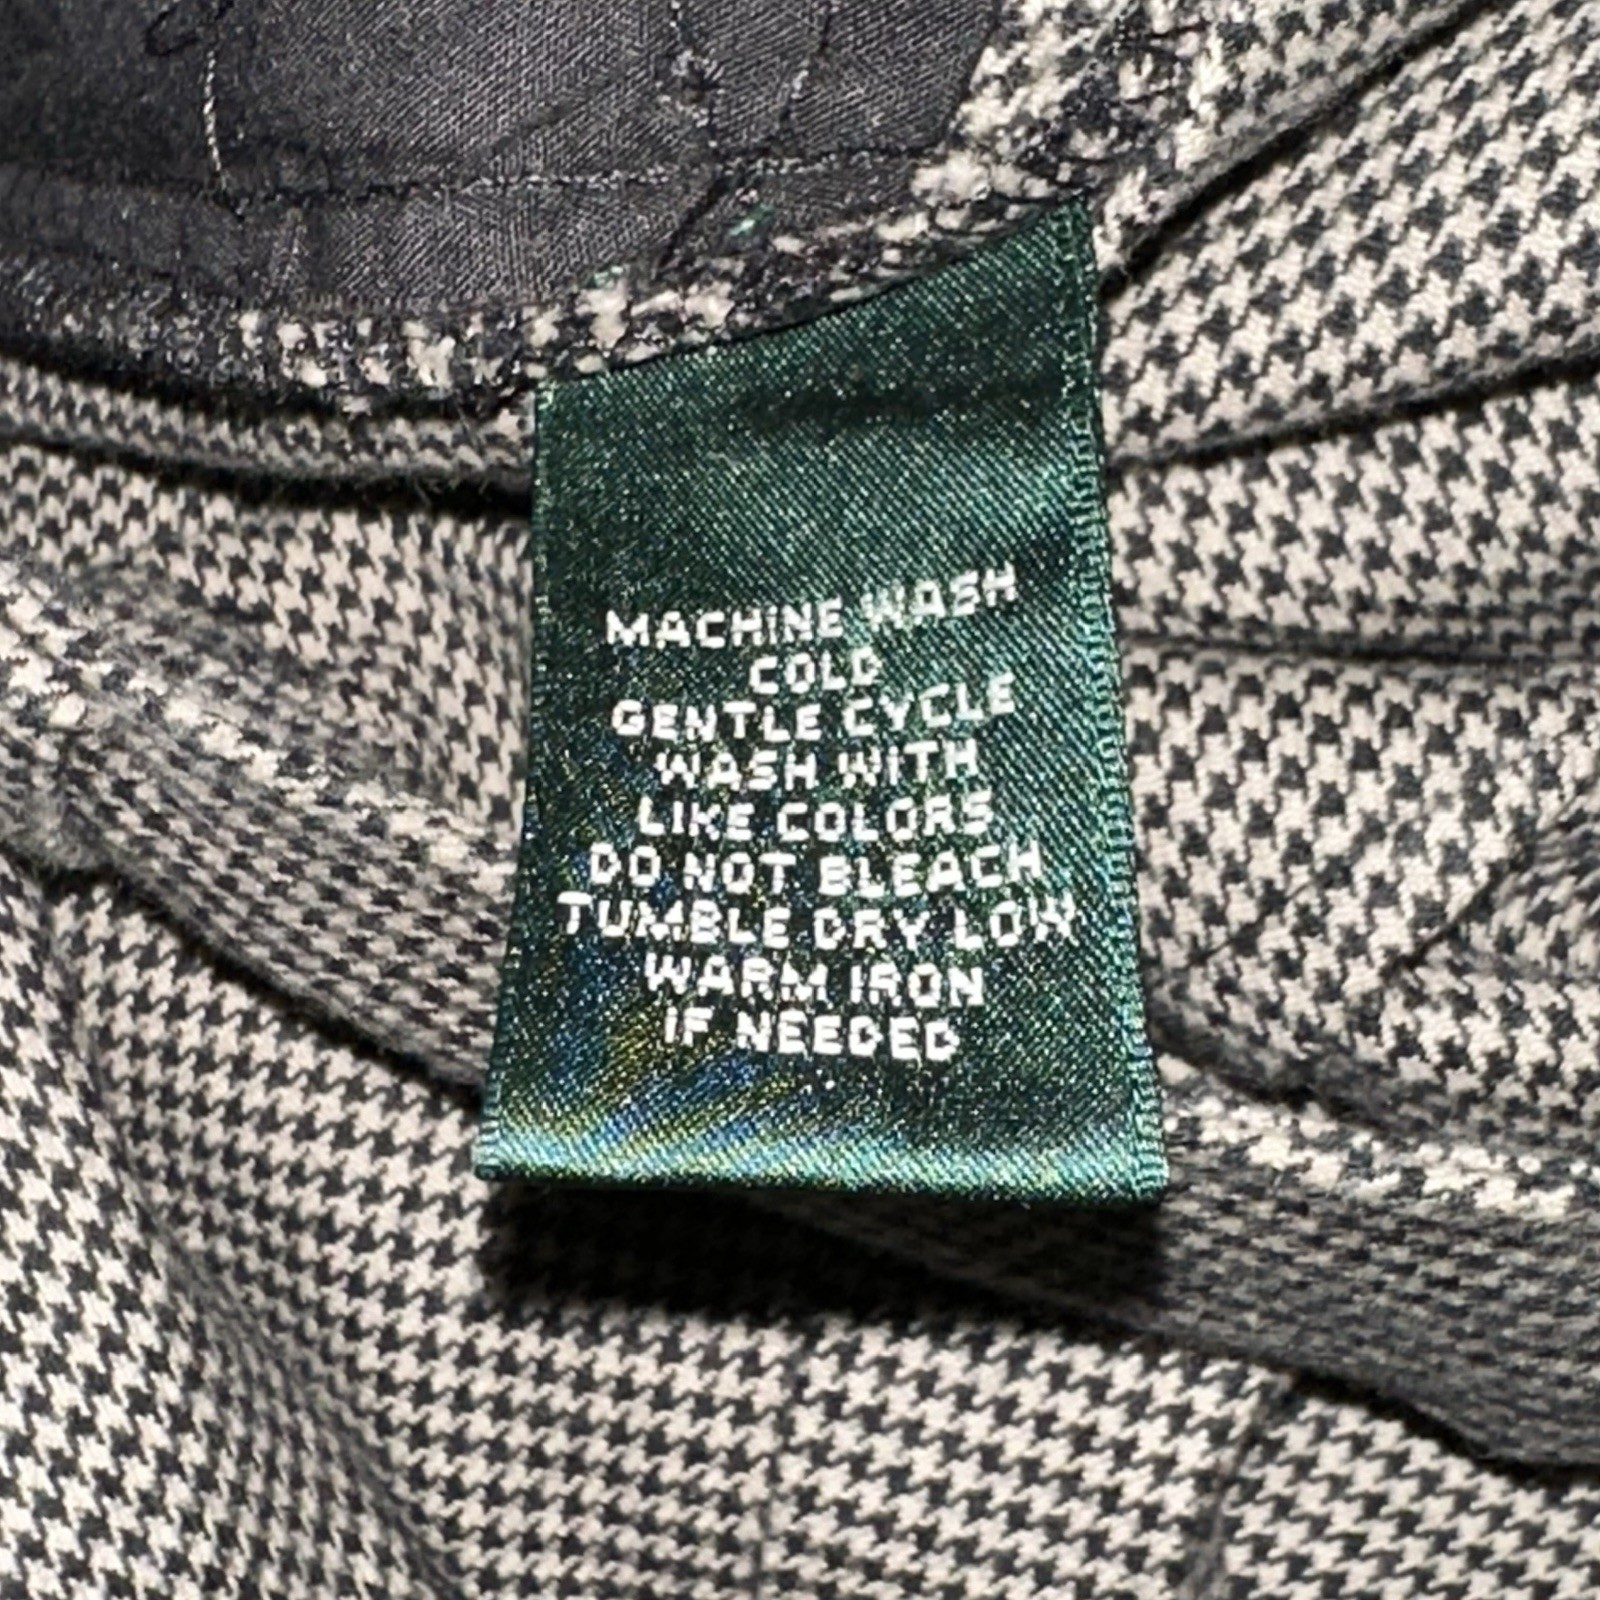 MACHINE WASH
COLD
GENTLE CYCLE
WASH WITH
LIKE COLORS
DO NOT BLEACH
TUMBLE DRY LOW
WARM IRON
IF NEEDED